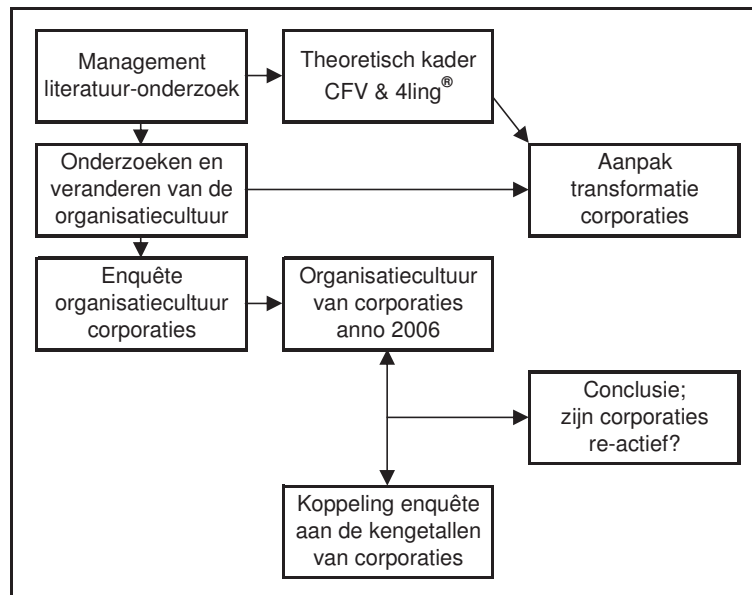 Management
literatuur-onderzoek
Theoretisch kader
CFV & 4ling®
Onderzoeken en
veranderen van de
organisatiecultuur
Aanpak
transformatie
corporaties
Enquête
organisatiecultuur
corporaties
Organisatiecultuur
van corporaties
anno 2006
Conclusie;
zijn corporaties
re-actief?
Koppeling enquête
aan de kengetallen
van corporaties